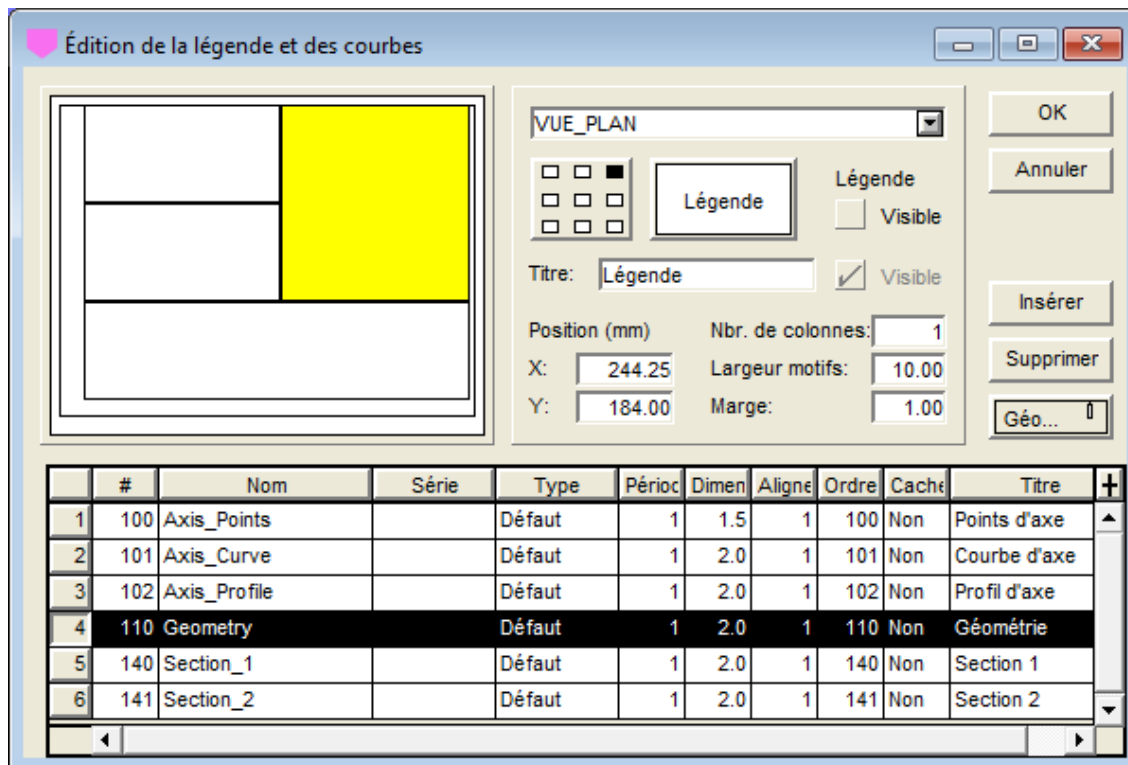 Édition de la légende et des courbes
VUE_PLAN
OK
Annuler
Légende
Légende
Visible
Titre: Légende
Visible
Insérer
Position (mm)
Nbr. de colonnes: 1
X: 244.25
Largeur motifs: 10.00
Supprimer
Y: 184.00
Marge: 1.00
Géo...
# Nom Série Type Périod Dimen Aligne Ordre Cache Titre +
1 100 Axis_Points Défaut 1 1.5 1 100 Non Points d'axe
2 101 Axis_Curve Défaut 1 2.0 1 101 Non Courbe d'axe
3 102 Axis_Profile Défaut 1 2.0 1 102 Non Profil d'axe
4 110 Geometry Défaut 1 2.0 1 110 Non Géométrie
5 140 Section_1 Défaut 1 2.0 1 140 Non Section 1
6 141 Section_2 Défaut 1 2.0 1 141 Non Section 2